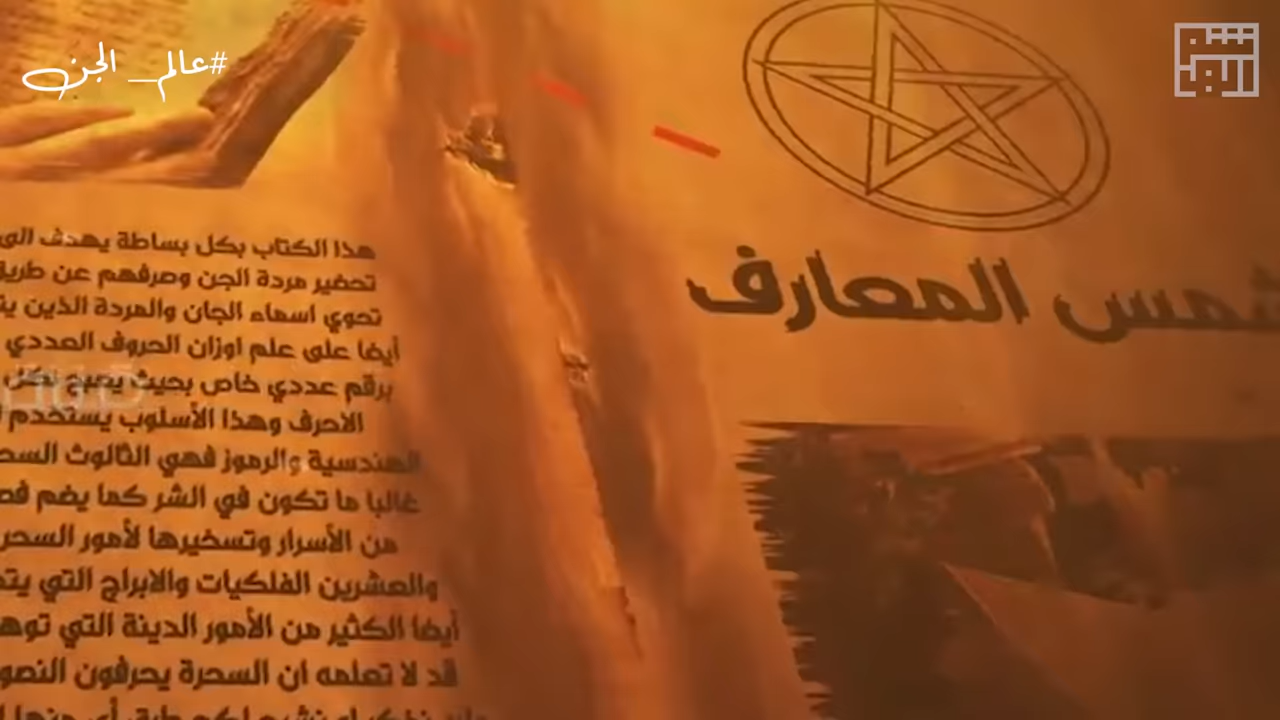 #عالم_الجن
شمس المعارف
هذا الكتاب بكل بساطة يهدف الى
تحضير مردة الجن وصرفهم عن طريق
تحوي اسماء الجان والمردة الذين
أيضا على علم اوزان الحروف العددي
برقم عددي خاص بحيث يصبح لكل
الاحرف وهذا الأسلوب يستخدم
الهندسية والرموز فهي الثالوث
غالبا ما تكون في الشر كما يضم
من الأسرار وتسخيرها لأمور السحر
والعشرين الفلكيات والابراج التي
أيضا الكثير من الأمور الدينة التي
قد لا تعلمه ان السحرة يحرفون